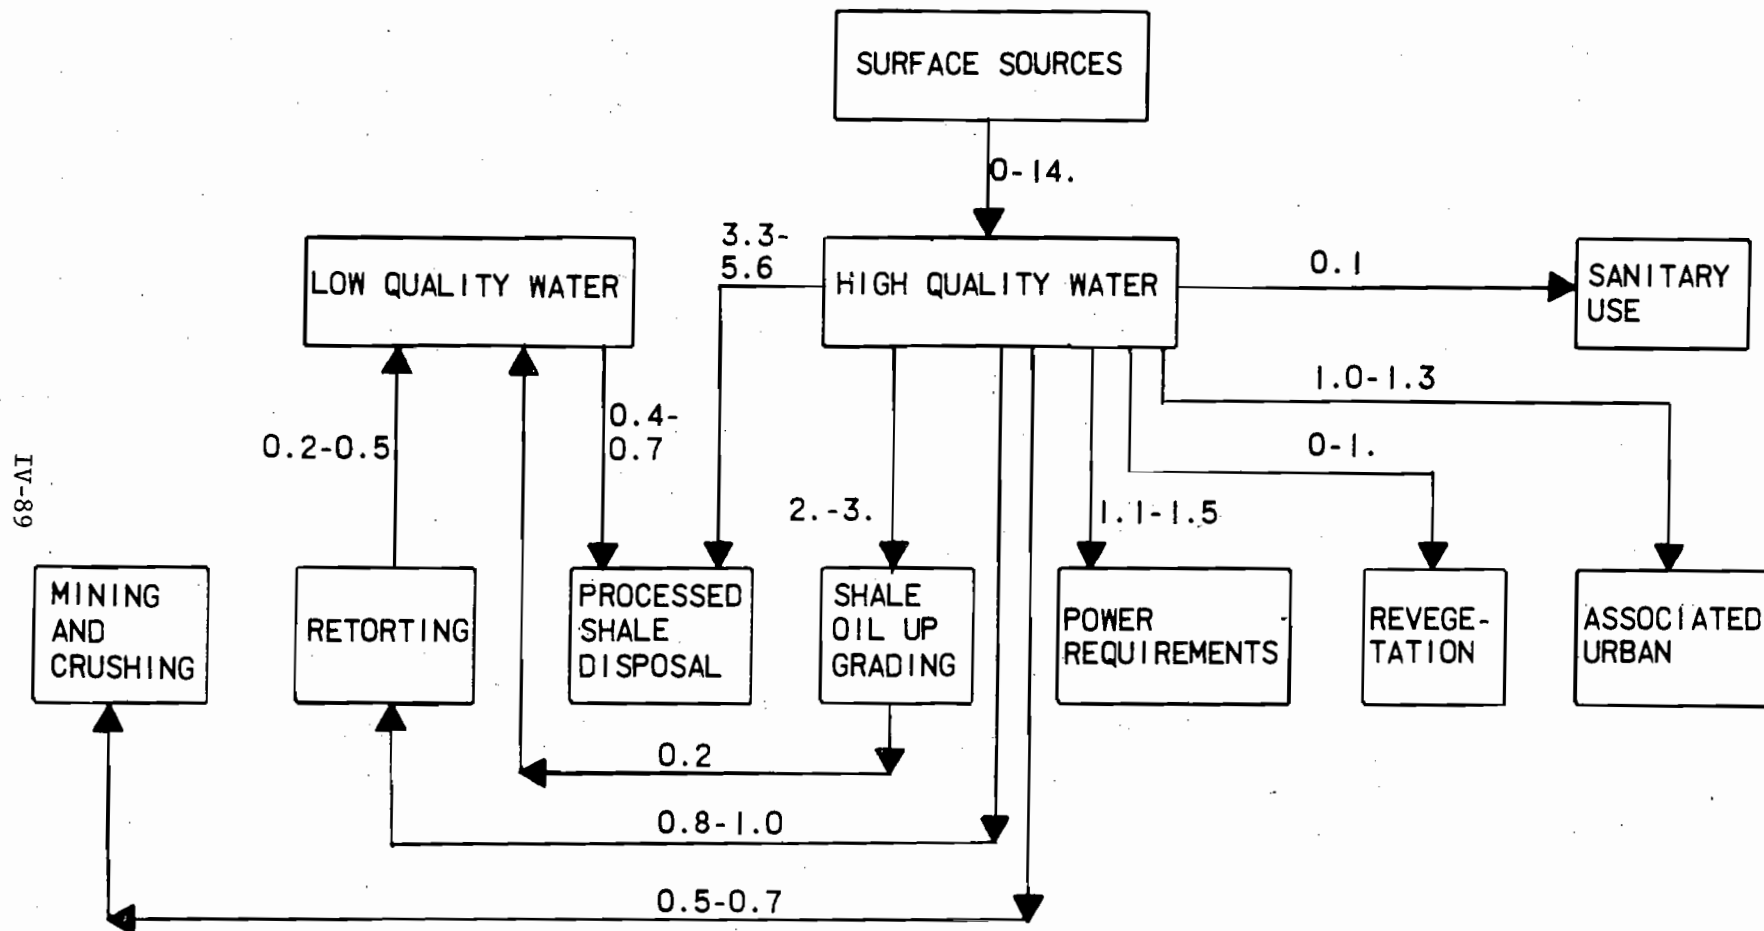 SURFACE SOURCES
0-14.
LOW QUALITY WATER
3.3-
5.6
HIGH QUALITY WATER
0.1
SANITARY
USE
1.0-1.3
0.2-0.5
0.4-
0.7
0-1.
2.-3.
1.1-1.5
IV-89
MINING
AND
CRUSHING
RETORTING
PROCESSED
SHALE
DISPOSAL
SHALE
OIL UP
GRADING
POWER
REQUIREMENTS
REVEGE-
TATION
ASSOCIATED
URBAN
0.2
0.8-1.0
0.5-0.7